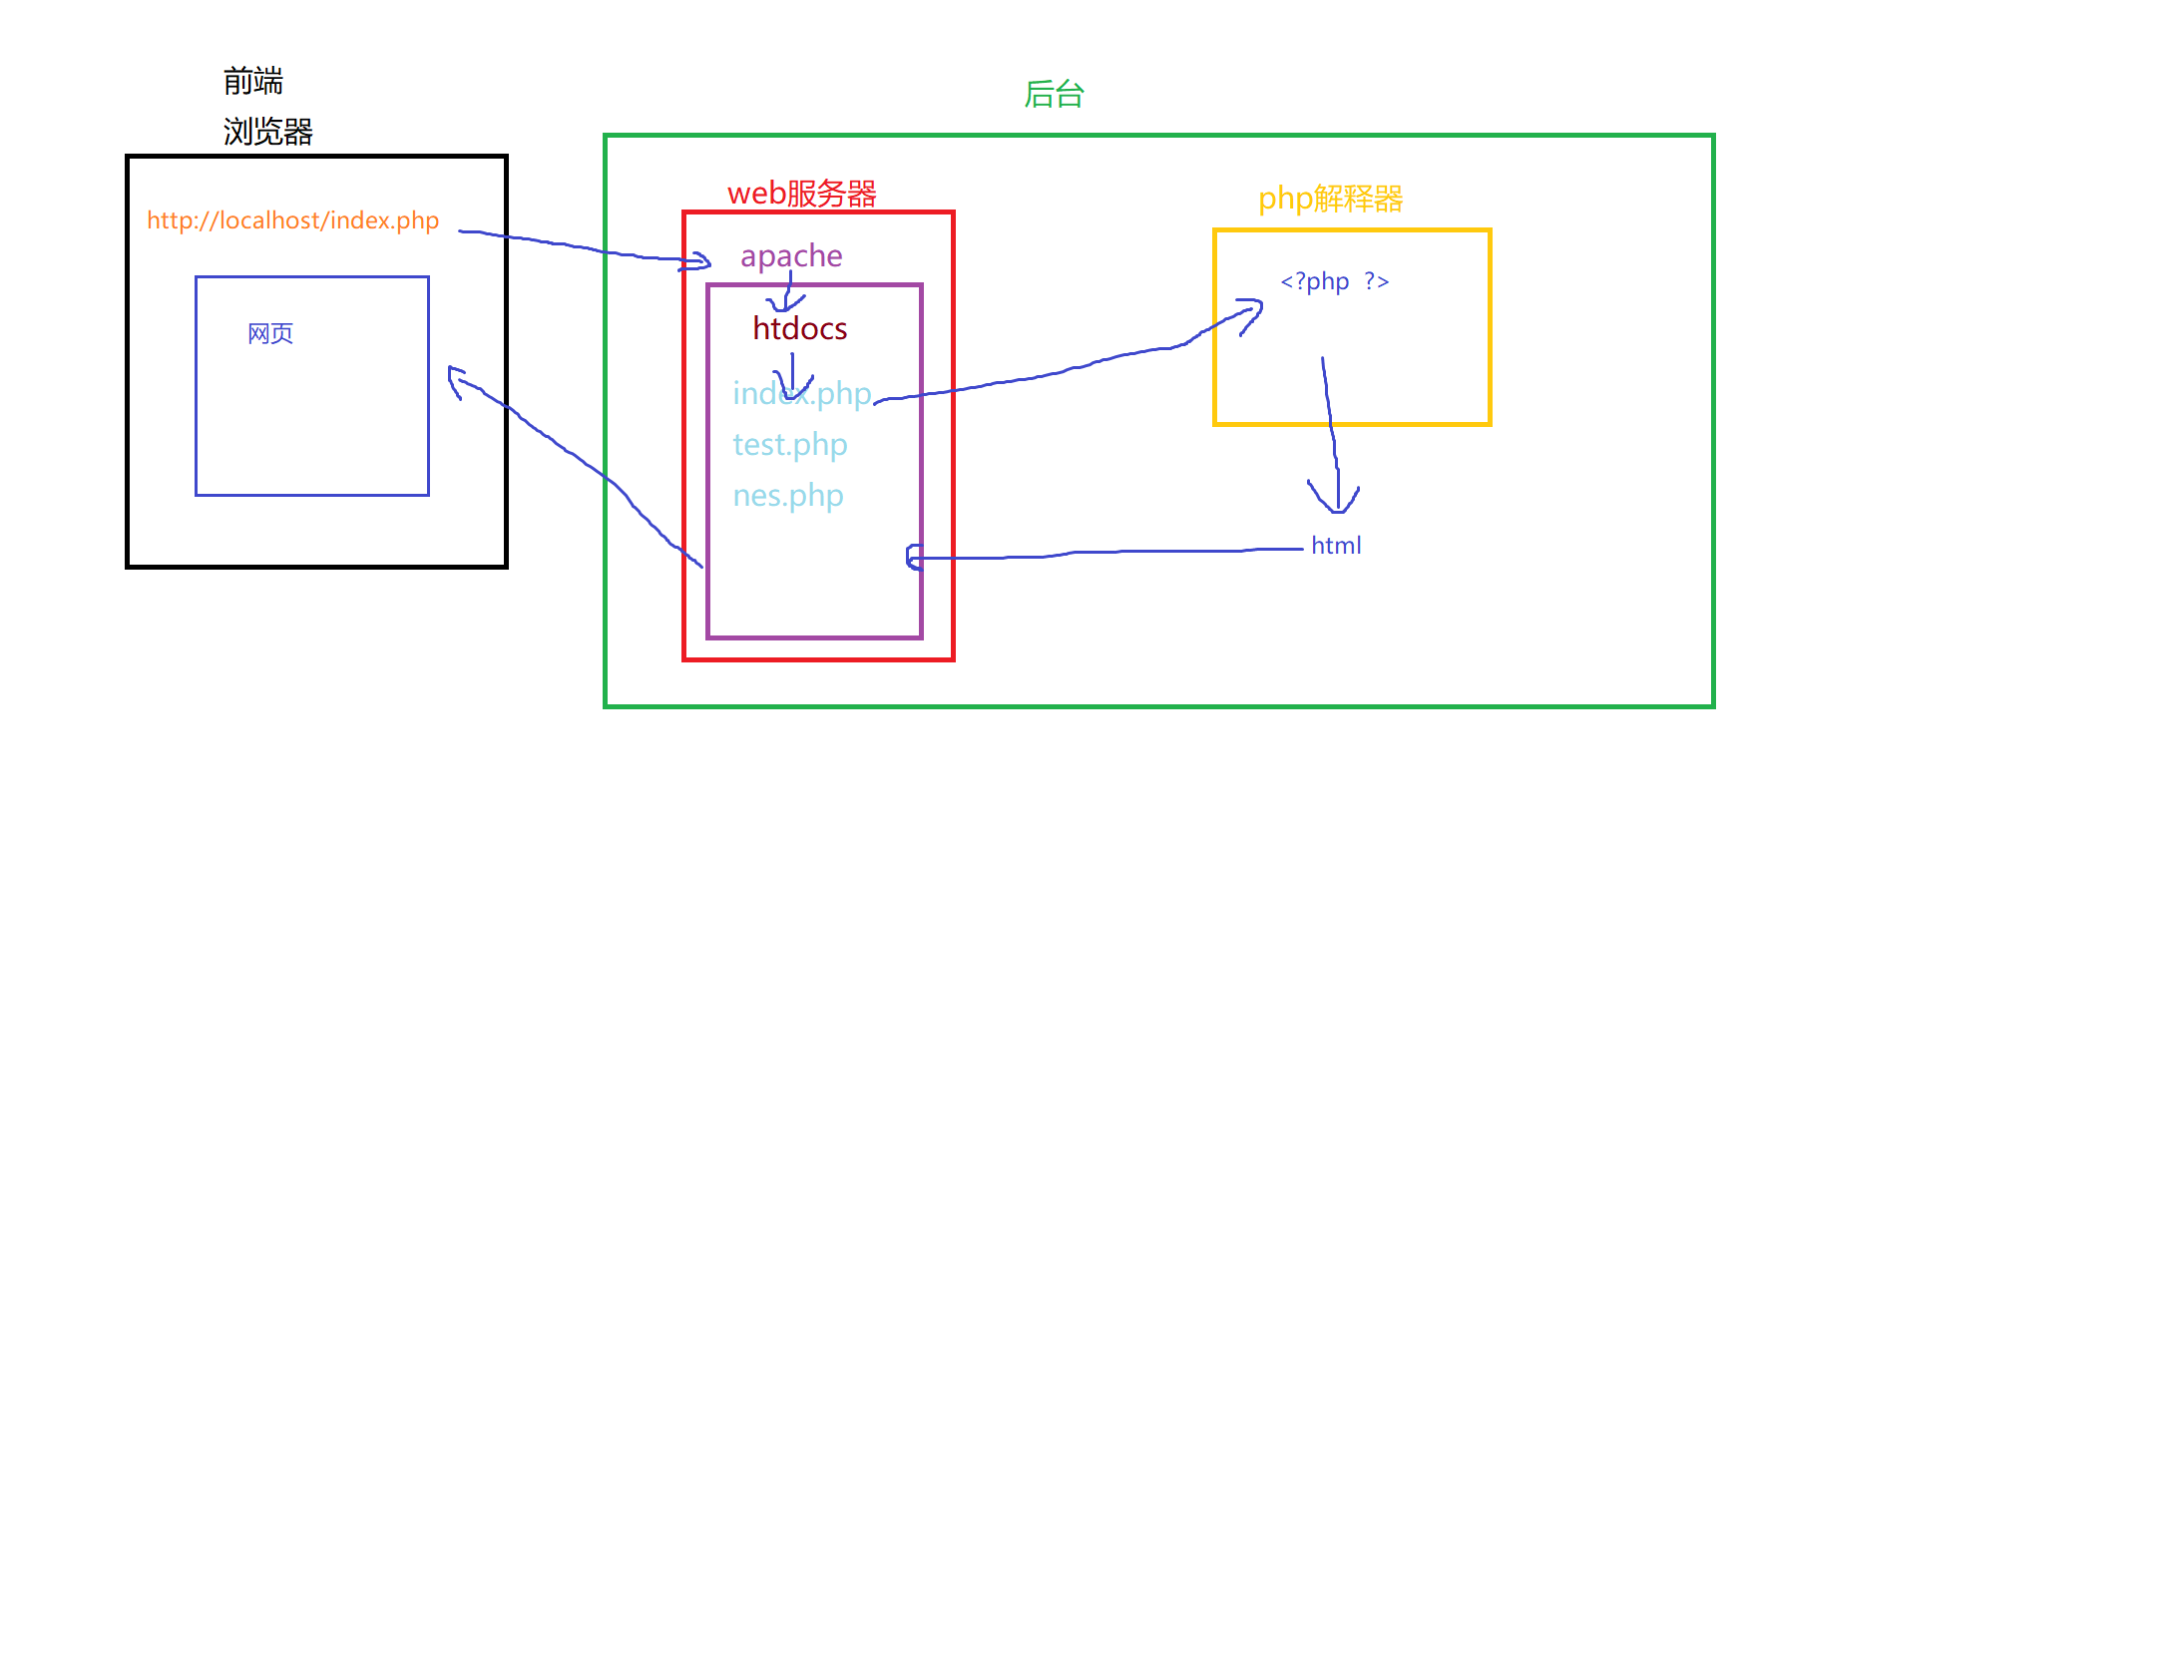 前端
浏览器
http://localhost/index.php
网页
后台
web服务器
apache
htdocs
index.php
test.php
nes.php
php解释器
<?php ?>
html